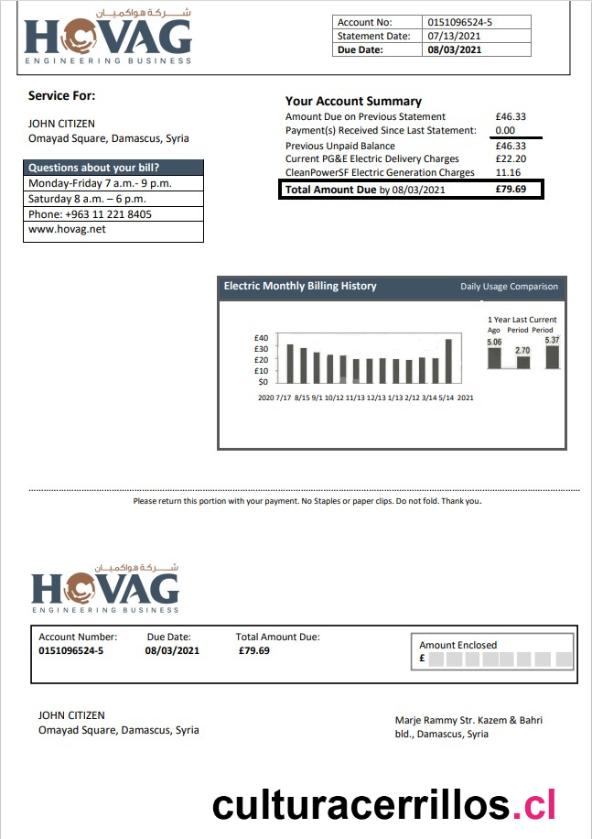 شركة هواكميان
HOVAG
ENGINEERING BUSINESS
Account No: 0151096524-5
Statement Date: 07/13/2021
Due Date: 08/03/2021
Service For:
JOHN CITIZEN
Omayad Square, Damascus, Syria
Questions about your bill?
Monday-Friday 7 a.m.- 9 p.m.
Saturday 8 a.m. – 6 p.m.
Phone: +963 11 221 8405
www.hovag.net
Your Account Summary
Amount Due on Previous Statement £46.33
Payment(s) Received Since Last Statement: 0.00
Previous Unpaid Balance £46.33
Current PG&E Electric Delivery Charges £22.20
CleanPowerSF Electric Generation Charges 11.16
Total Amount Due by 08/03/2021 £79.69
Electric Monthly Billing History Daily Usage Comparison
1 Year Last Current
Ago Period Period
5.06 2.70 5.37
£40
£30
£20
£10
$0
2020 7/17 8/15 9/1 10/12 11/13 12/13 1/13 2/12 3/14 5/14 2021
Please return this portion with your payment. No Staples or paper clips. Do not fold. Thank you.
شركة هواكميان
HOVAG
ENGINEERING BUSINESS
Account Number: Due Date: Total Amount Due:
0151096524-5 08/03/2021 £79.69
Amount Enclosed
£
JOHN CITIZEN
Omayad Square, Damascus, Syria
Marje Rammy Str. Kazem & Bahri
bld., Damascus, Syria
culturacerrillos.cl